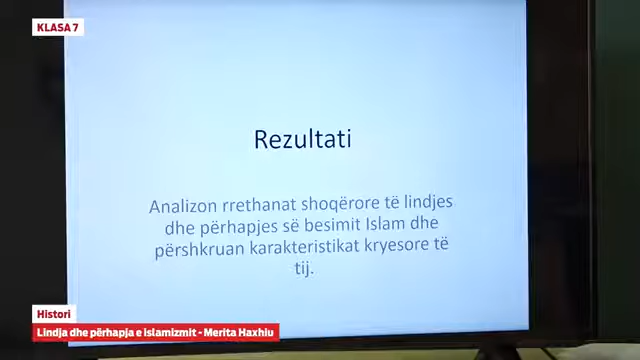 KLASA 7
Rezultati
Analizon rrethanat shoqërore të lindjes
dhe përhapjes së besimit Islam dhe
përshkruan karakteristikat kryesore të
tij.
Histori
Lindja dhe përhapja e islamizmit - Merita Haxhiu